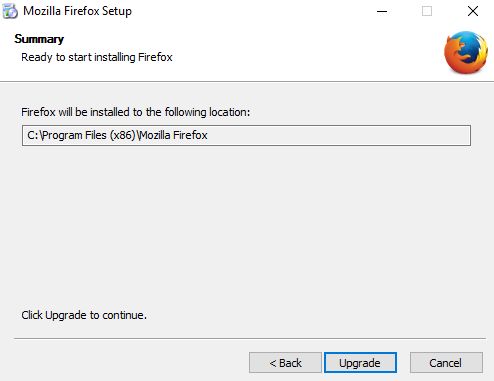 Mozilla Firefox Setup
Summary
Ready to start installing Firefox
Firefox will be installed to the following location:
C:\Program Files (x86)\Mozilla Firefox
Click Upgrade to continue.
< Back Upgrade Cancel